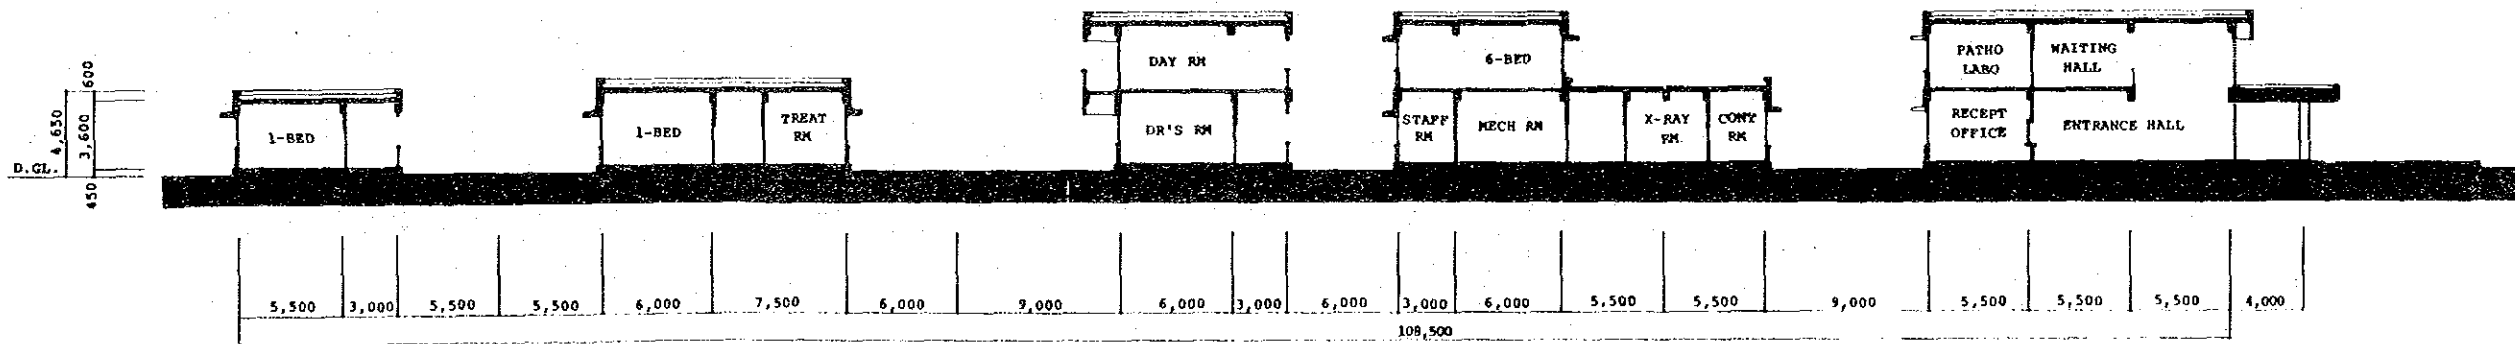 DAY RM
6-BED
PATHO
LABO
WAITING
HALL
600
4,650
3,600
D.GL.
450
1-BED
1-BED
TREAT
RM
DR'S RM
STAFF
RM
MECH RM
X-RAY
RM
CONT
RM
RECEPT
OFFICE
ENTRANCE HALL
5,500 3,000 5,500 5,500 6,000 7,500 6,000 9,000 6,000 3,000 6,000 3,000 6,000 5,500 5,500 9,000 5,500 5,500 5,500 4,000
108,500